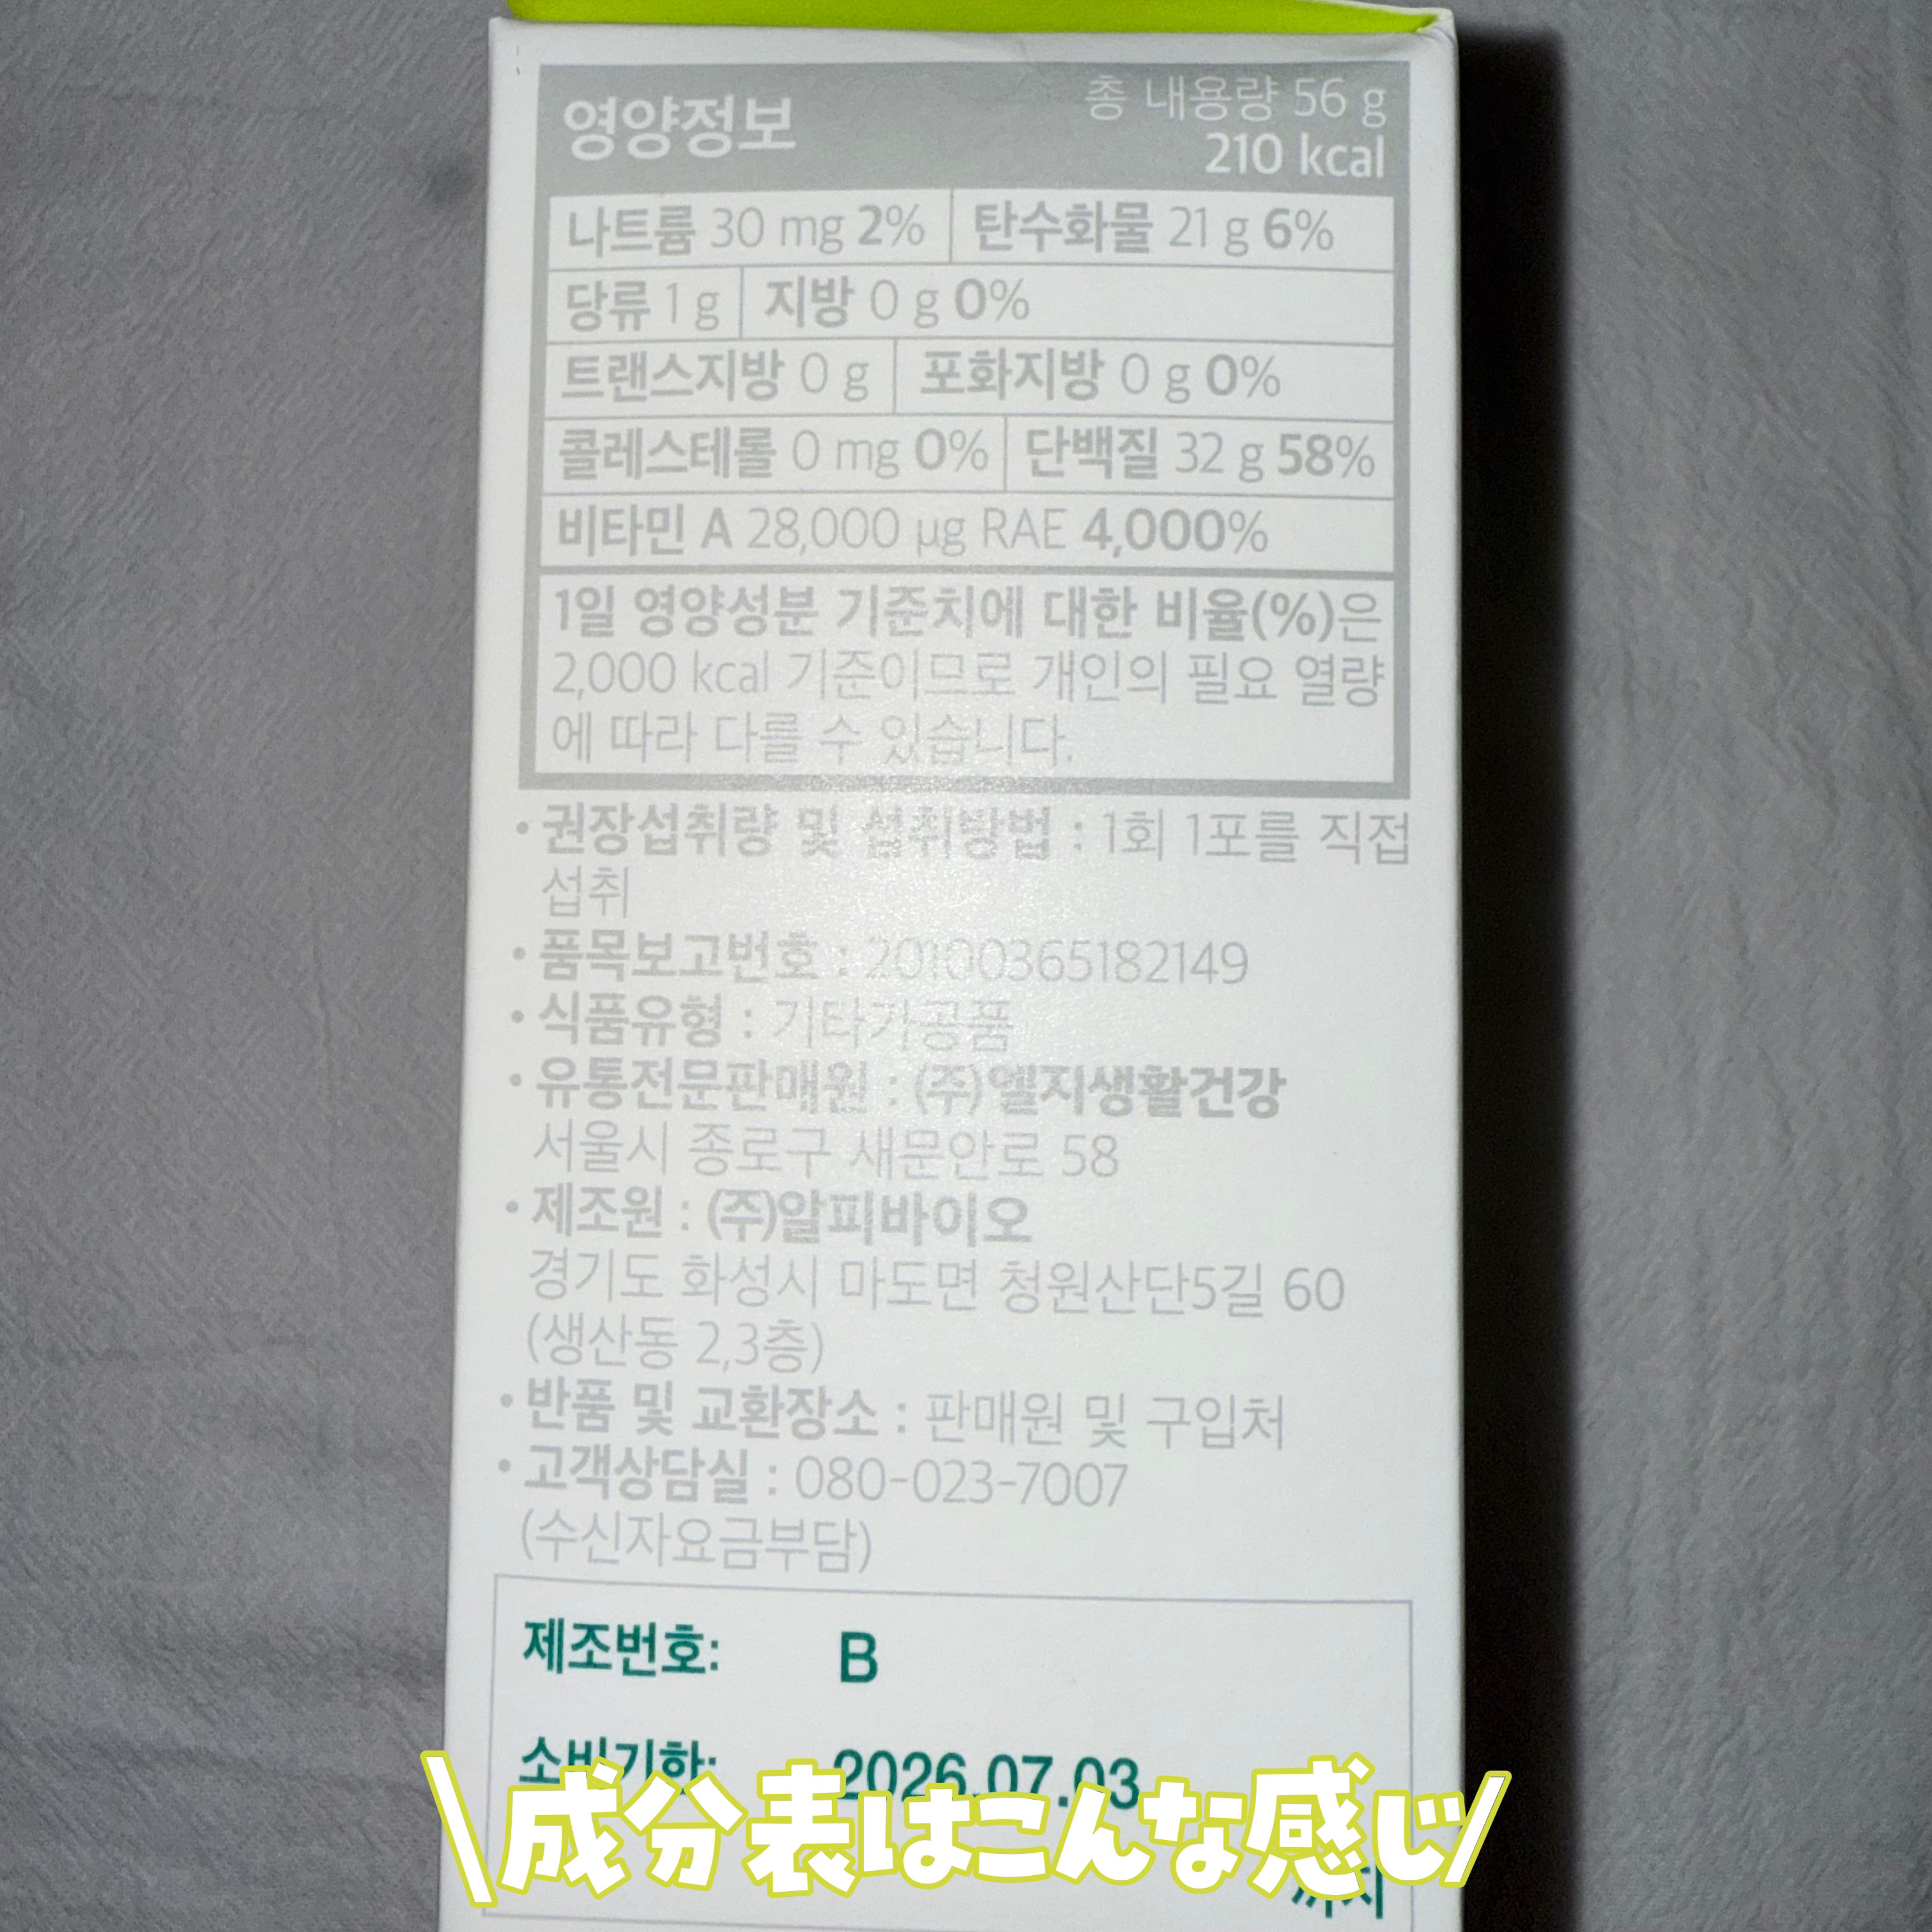 영양정보
총 내용량 56 g
210 kcal
나트륨 30 mg 2% 탄수화물 21 g 6%
당류 1 g 지방 0 g 0%
트랜스지방 0 g 포화지방 0 g 0%
콜레스테롤 0 mg 0% 단백질 32 g 58%
비타민 A 28,000 µg RAE 4,000%
1일 영양성분 기준치에 대한 비율(%)은
2,000 kcal 기준이므로 개인의 필요 열량
에 따라 다를 수 있습니다.
• 권장섭취량 및 섭취방법 : 1회 1포를 직접
섭취
• 품목보고번호 : 20100365182149
• 식품유형 : 기타가공품
• 유통전문판매원 : (주)엘지생활건강
서울시 종로구 새문안로 58
• 제조원 : (주)알피바이오
경기도 화성시 마도면 청원산단5길 60
(생산동 2,3층)
• 반품 및 교환장소 : 판매원 및 구입처
• 고객상담실 : 080-023-7007
(수신자요금부담)
제조번호: B
소비기한: 2026.07.03
\成分表はこんな感じ/
까지